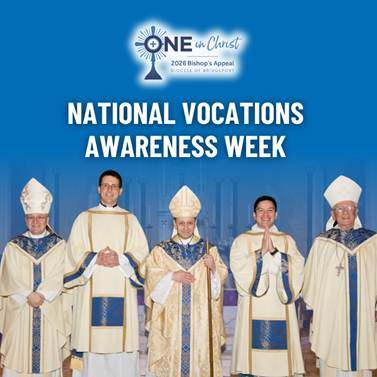 ONE in Christ
2026 Bishop's Appeal
DIOCESE OF BRIDGEPORT
NATIONAL VOCATIONS
AWARENESS WEEK